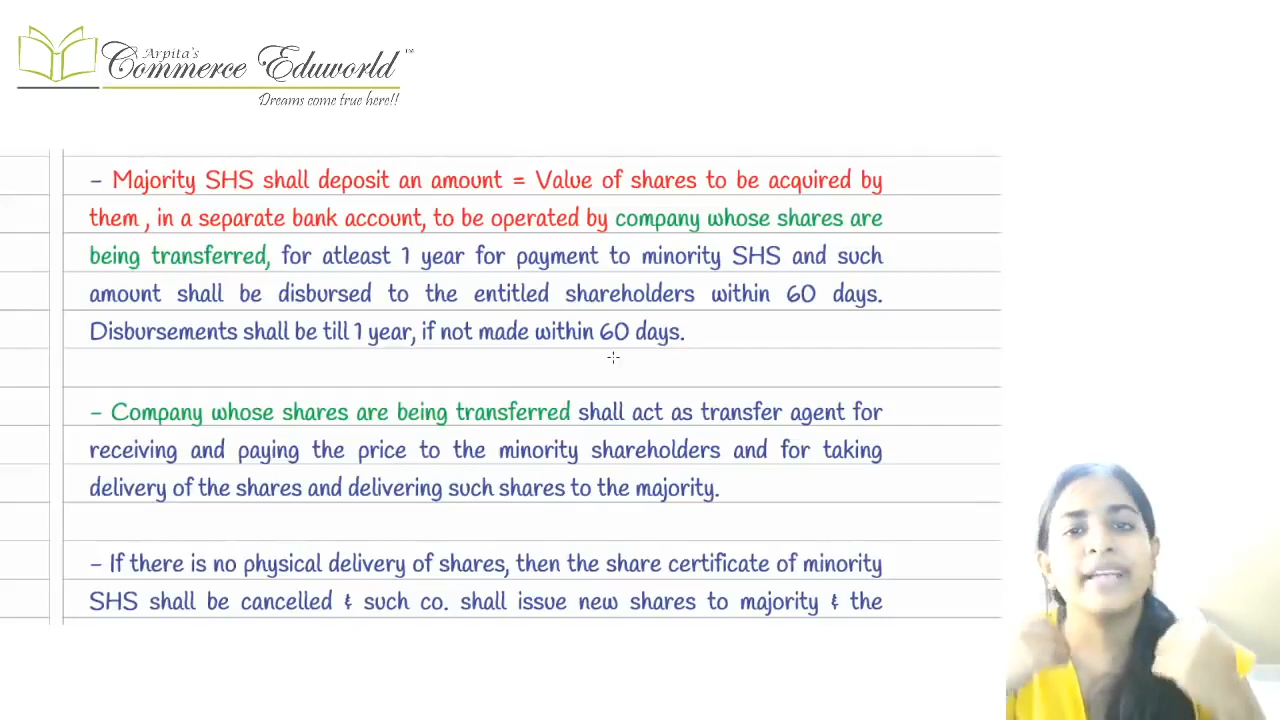 Arpita's
Commerce Eduworld™
Dreams come true here!!
- Majority SHS shall deposit an amount = Value of shares to be acquired by
them , in a separate bank account, to be operated by company whose shares are
being transferred, for atleast 1 year for payment to minority SHS and such
amount shall be disbursed to the entitled shareholders within 60 days.
Disbursements shall be till 1 year, if not made within 60 days.
- Company whose shares are being transferred shall act as transfer agent for
receiving and paying the price to the minority shareholders and for taking
delivery of the shares and delivering such shares to the majority.
- If there is no physical delivery of shares, then the share certificate of minority
SHS shall be cancelled & such co. shall issue new shares to majority & the